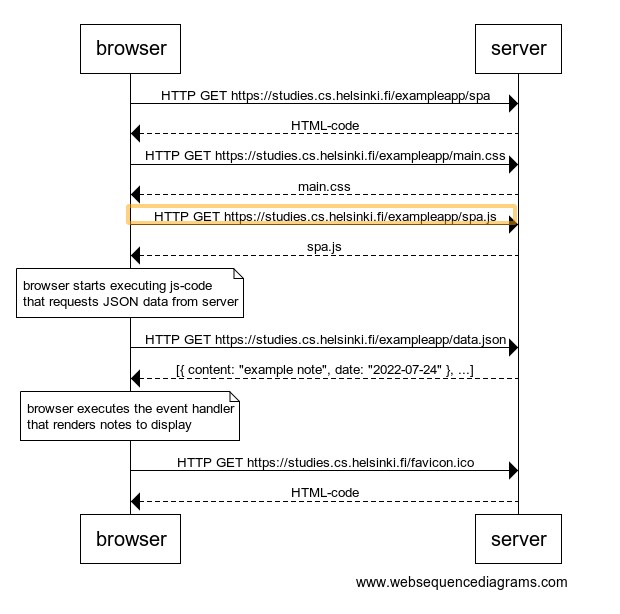 browser server
HTTP GET https://studies.cs.helsinki.fi/exampleapp/spa
HTML-code
HTTP GET https://studies.cs.helsinki.fi/exampleapp/main.css
main.css
HTTP GET https://studies.cs.helsinki.fi/exampleapp/spa.js
spa.js
browser starts executing js-code
that requests JSON data from server
HTTP GET https://studies.cs.helsinki.fi/exampleapp/data.json
[{ content: "example note", date: "2022-07-24" }, ...]
browser executes the event handler
that renders notes to display
HTTP GET https://studies.cs.helsinki.fi/favicon.ico
HTML-code
browser server
www.websequencediagrams.com